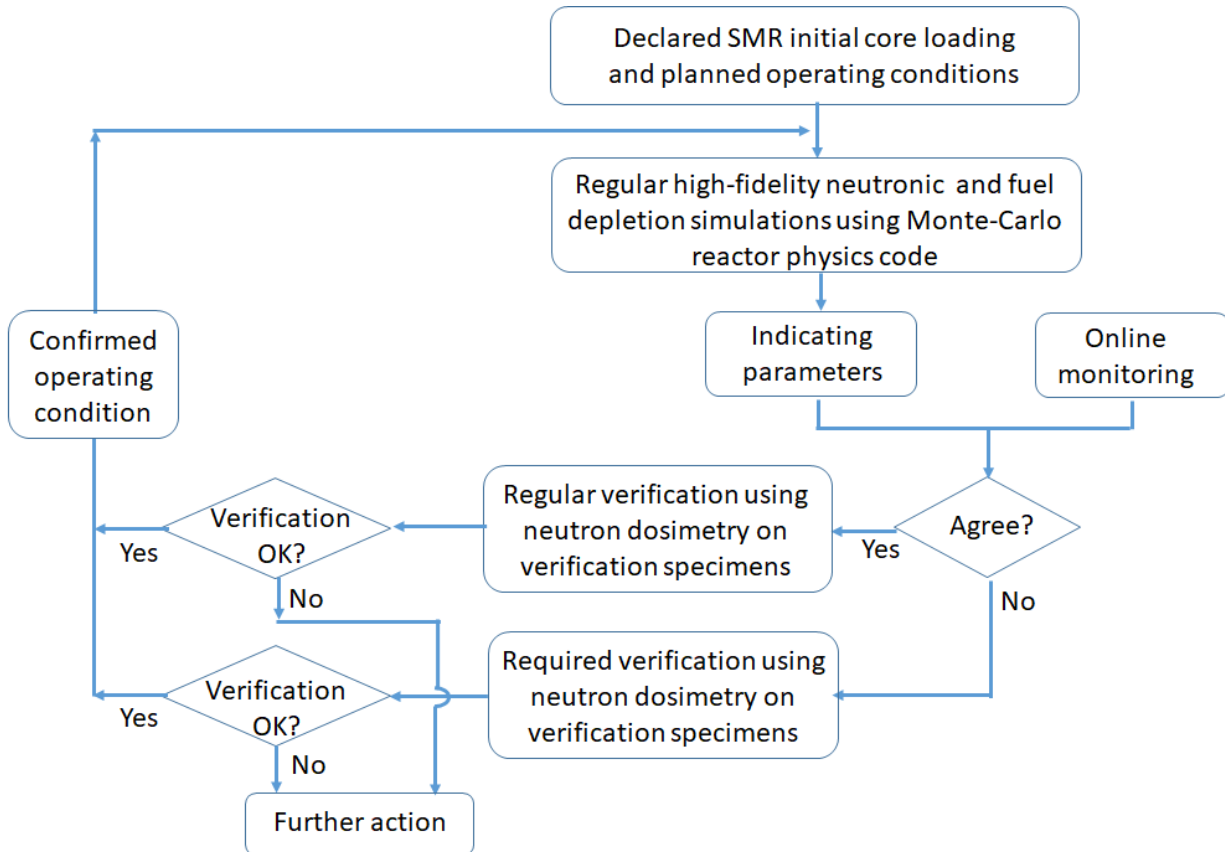 Declared SMR initial core loading
and planned operating conditions
Regular high-fidelity neutronic and fuel
depletion simulations using Monte-Carlo
reactor physics code
Indicating
parameters
Online
monitoring
Confirmed
operating
condition
Agree?
Yes
No
Regular verification using
neutron dosimetry on
verification specimens
Verification
OK?
Yes
No
Required verification using
neutron dosimetry on
verification specimens
Verification
OK?
Yes
No
Further action